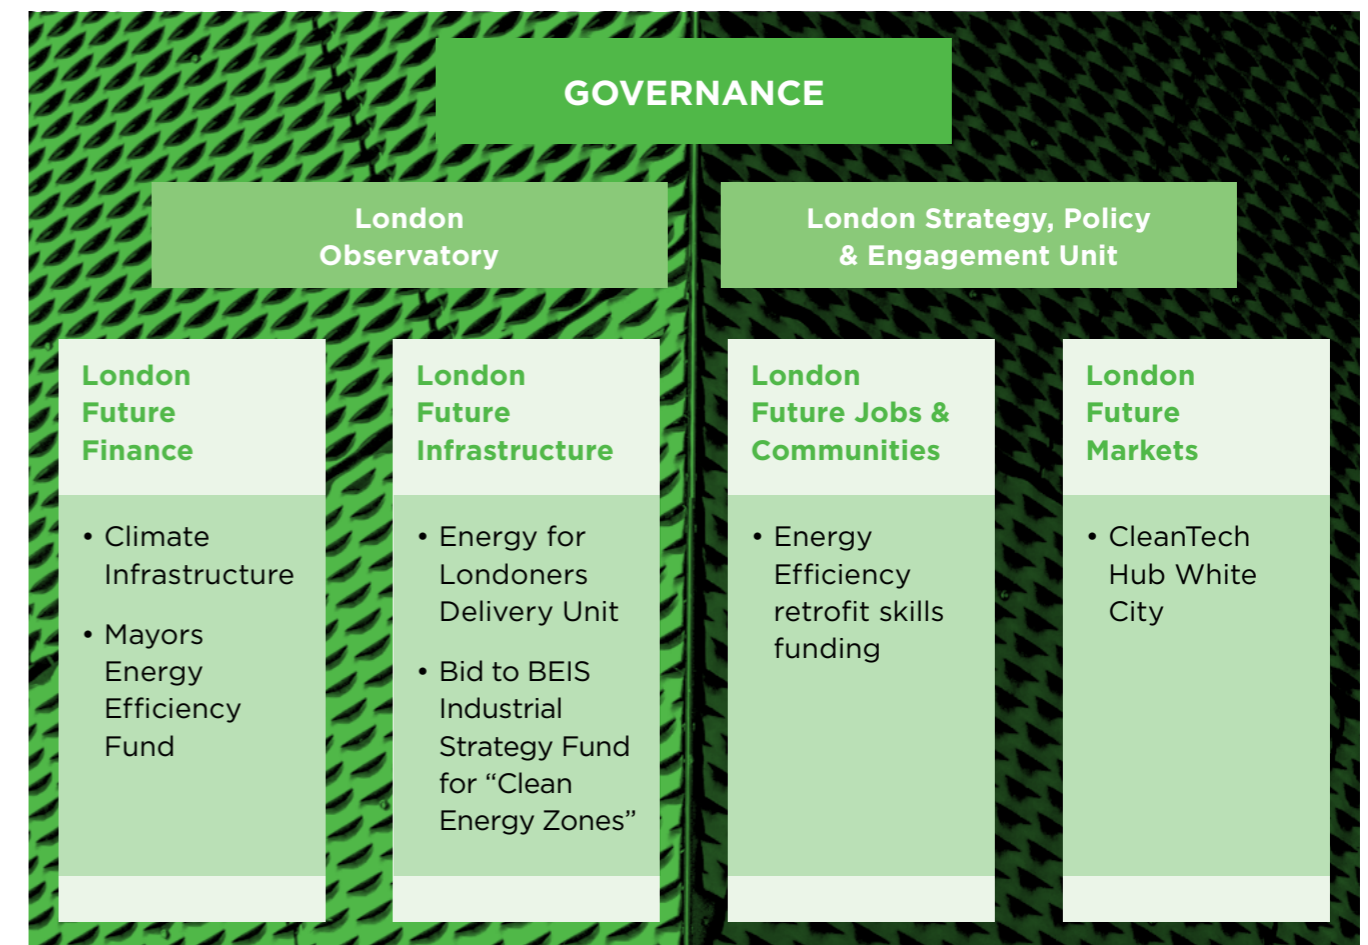 GOVERNANCE
London
Observatory
London Strategy, Policy
& Engagement Unit
London
Future
Finance
• Climate
Infrastructure
• Mayors
Energy
Efficiency
Fund
London
Future
Infrastructure
• Energy for
Londoners
Delivery Unit
• Bid to BEIS
Industrial
Strategy Fund
for “Clean
Energy Zones”
London
Future Jobs &
Communities
• Energy
Efficiency
retrofit skills
funding
London
Future
Markets
• CleanTech
Hub White
City